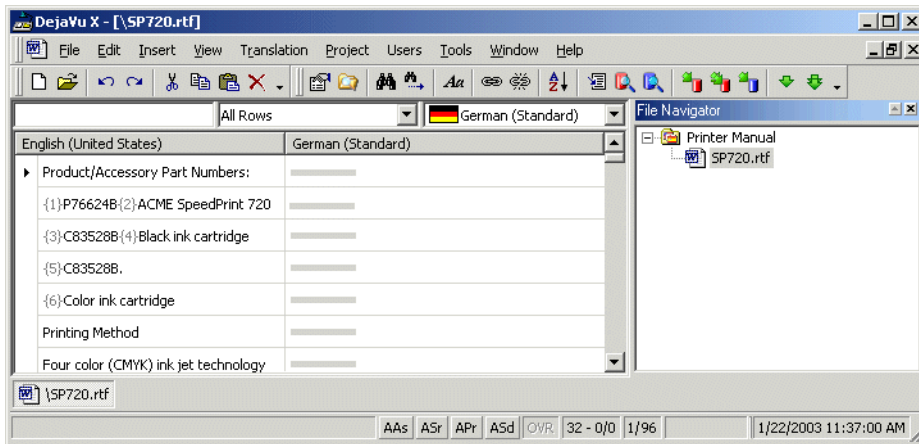 DejaVu X - [\SP720.rtf]
File Edit Insert View Translation Project Users Tools Window Help
Aa
All Rows German (Standard)
File Navigator
English (United States) German (Standard)
Printer Manual
SP720.rtf
Product/Accessory Part Numbers:
{1}P76624B{2}ACME SpeedPrint 720
{3}C83528B{4}Black ink cartridge
{5}C83528B.
{6}Color ink cartridge
Printing Method
Four color (CMYK) ink jet technology
\SP720.rtf
AAs ASr APr ASd OVR 32 - 0/0 1/96 1/22/2003 11:37:00 AM